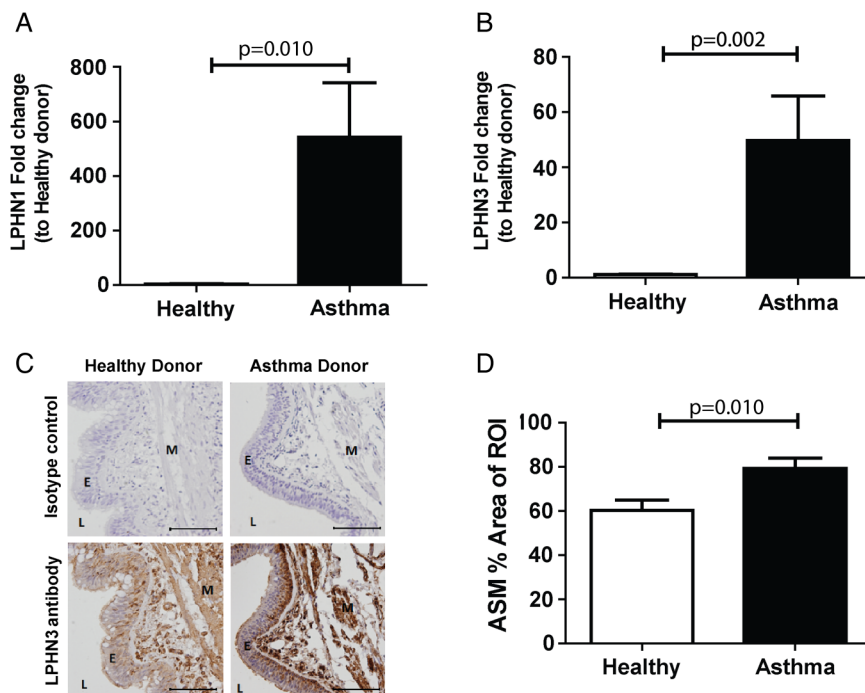 A
p=0.010
LPHN1 Fold change
(to Healthy donor)
800
600
400
200
0
Healthy
Asthma
B
p=0.002
LPHN3 Fold change
(to Healthy donor)
80
60
40
20
0
Healthy
Asthma
C
Healthy Donor
Asthma Donor
Isotype control
M
E
L
M
E
L
LPHN3 antibody
M
E
L
M
E
L
D
p=0.010
ASM % Area of ROI
100
80
60
40
20
0
Healthy
Asthma